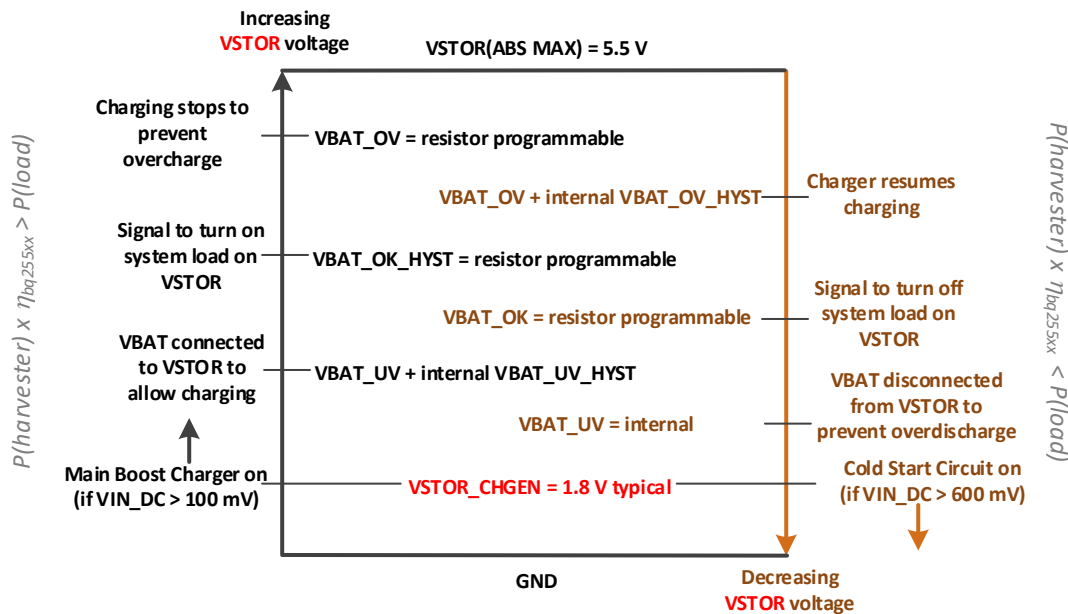 Increasing
VSTOR voltage
VSTOR(ABS MAX) = 5.5 V
Charging stops to
prevent
overcharge
VBAT_OV = resistor programmable
VBAT_OV + internal VBAT_OV_HYST
Charger resumes
charging
Signal to turn on
system load on
VSTOR
VBAT_OK_HYST = resistor programmable
VBAT_OK = resistor programmable
Signal to turn off
system load on
VSTOR
VBAT connected
to VSTOR to
allow charging
VBAT_UV + internal VBAT_UV_HYST
VBAT_UV = internal
VBAT disconnected
from VSTOR to
prevent overdischarge
Main Boost Charger on
(if VIN_DC > 100 mV)
VSTOR_CHGEN = 1.8 V typical
Cold Start Circuit on
(if VIN_DC > 600 mV)
GND
Decreasing
VSTOR voltage
P(harvester) x ηbq255xx > P(load)
P(harvester) x ηbq255xx < P(load)